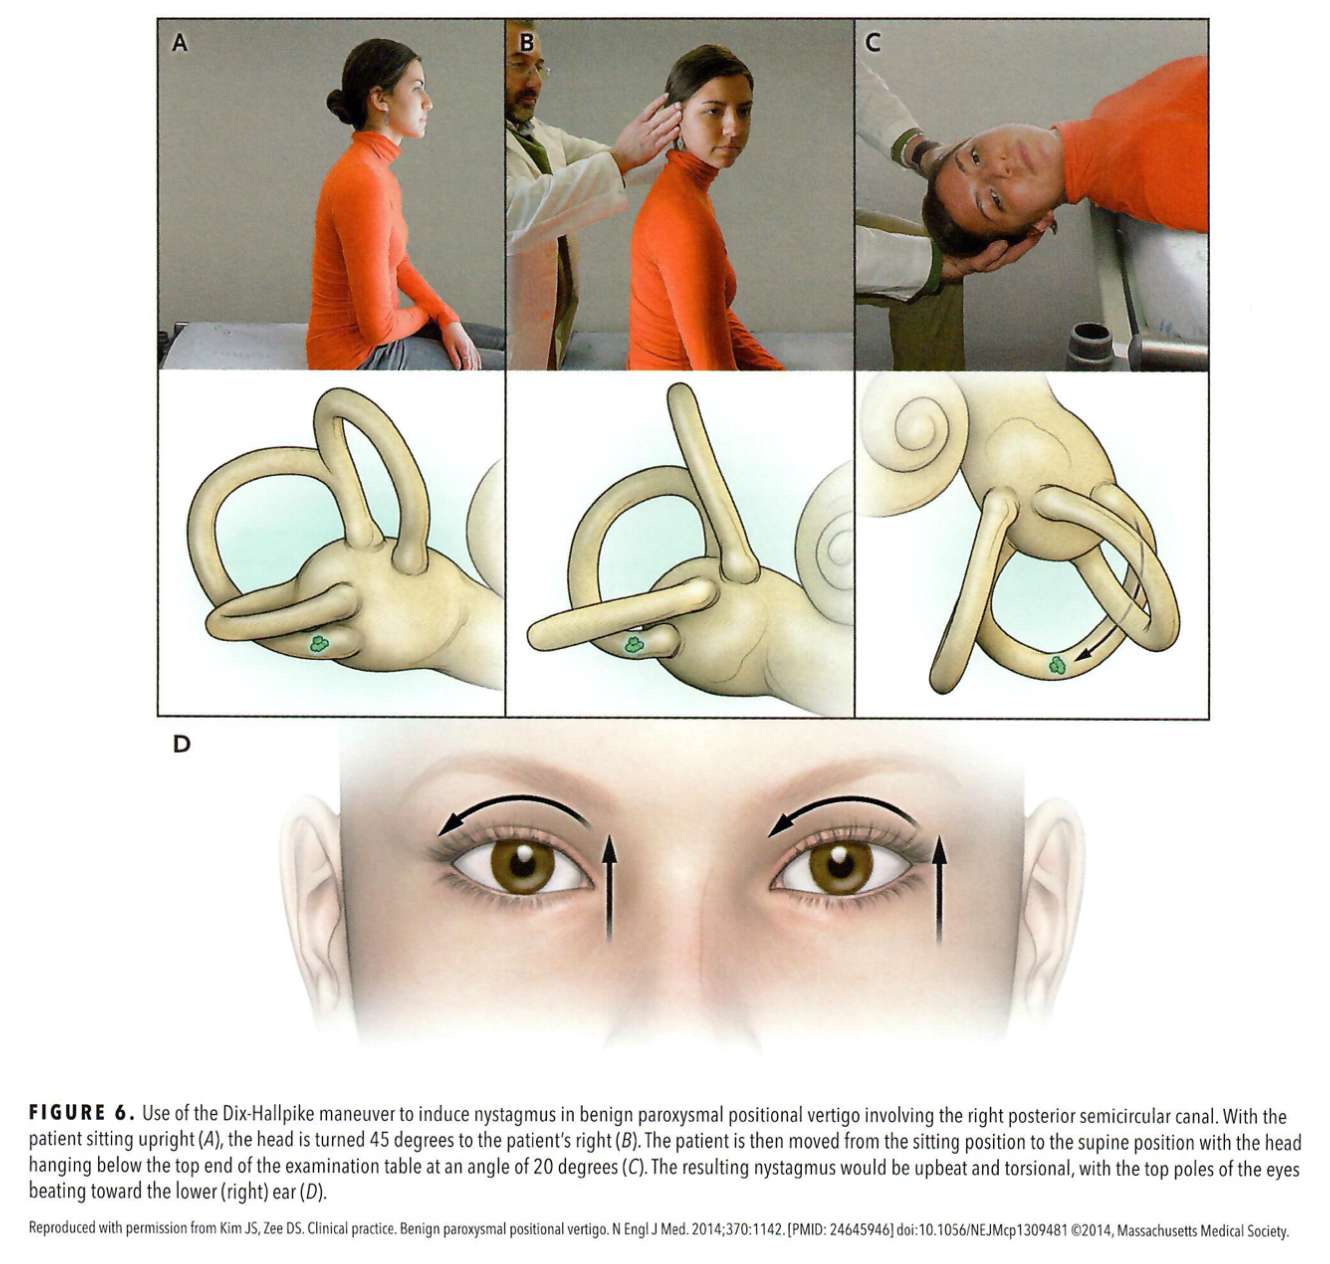 A
B
C
D
FIGURE 6. Use of the Dix-Hallpike maneuver to induce nystagmus in benign paroxysmal positional vertigo involving the right posterior semicircular canal. With the
patient sitting upright (A), the head is turned 45 degrees to the patient's right (B). The patient is then moved from the sitting position to the supine position with the head
hanging below the top end of the examination table at an angle of 20 degrees (C). The resulting nystagmus would be upbeat and torsional, with the top poles of the eyes
beating toward the lower (right) ear (D).
Reproduced with permission from Kim JS, Zee DS. Clinical practice. Benign paroxysmal positional vertigo. N Engl J Med. 2014;370:1142. [PMID: 24645946] doi:10.1056/NEJMcp1309481 ©2014, Massachusetts Medical Society.